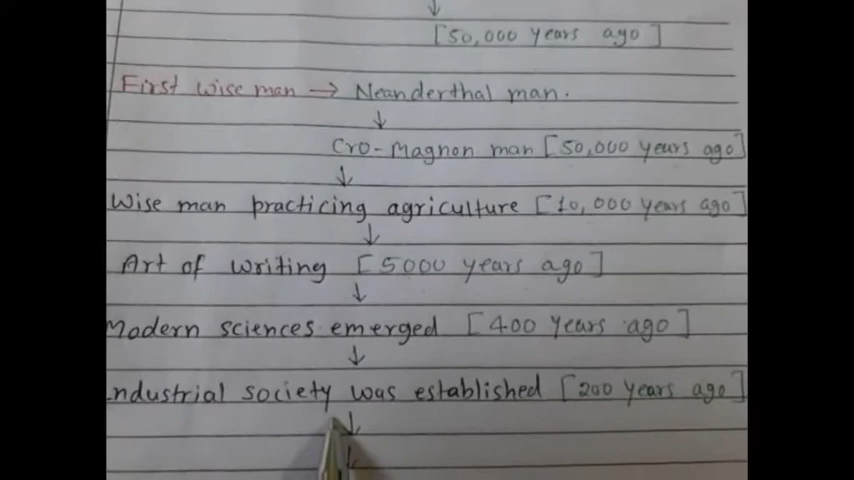 ↓
[50,000 years ago]
First wise man → Neanderthal man.
↓
Cro-Magnon man [50,000 years ago]
↓
Wise man practicing agriculture [10,000 years ago]
↓
Art of writing [5000 years ago]
↓
Modern sciences emerged [400 years ago]
↓
Industrial society was established [200 years ago]
↓
↓